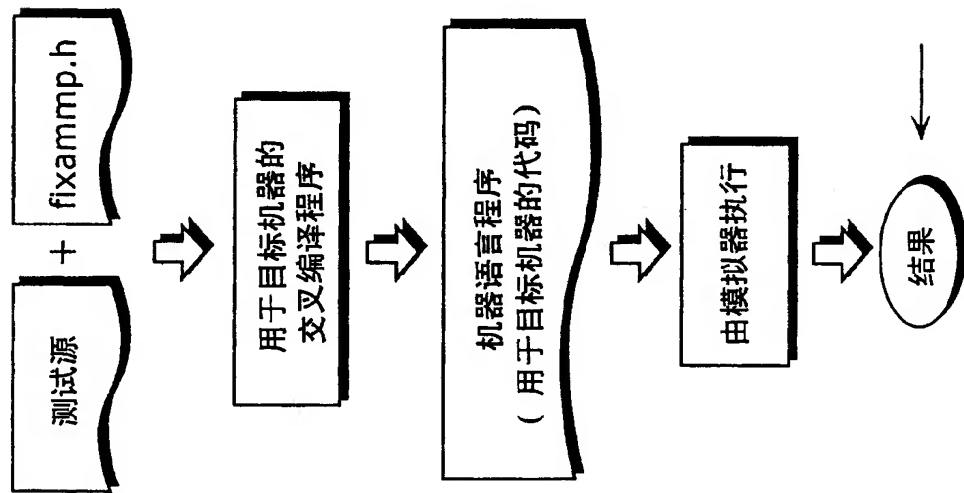 测试源 + fixammp.h
用于目标机器的
交叉编译程序
机器语言程序
( 用于目标机器的代码)
由模拟器执行
结果